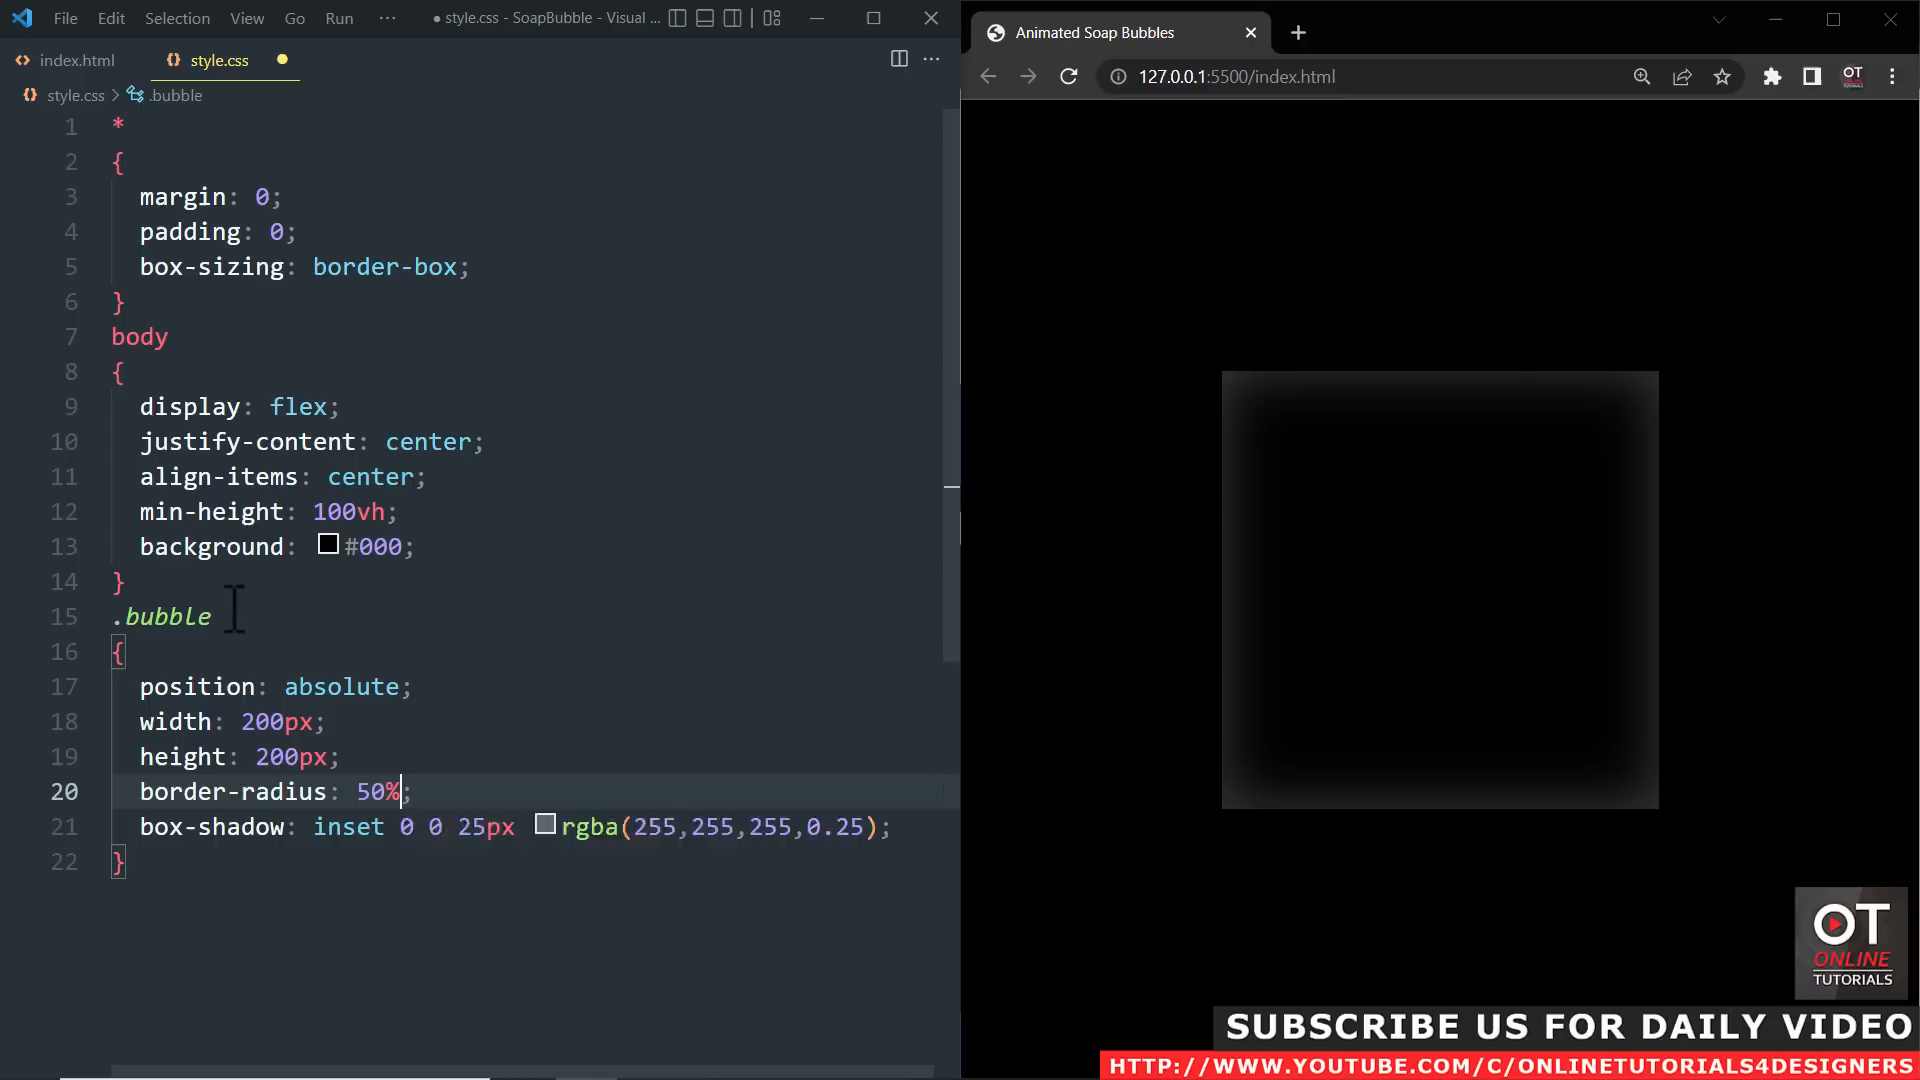 File Edit Selection View Go Run ··· ● style.css - SoapBubble - Visual ...
index.html style.css
style.css > .bubble
1 *
2 {
3 margin: 0;
4 padding: 0;
5 box-sizing: border-box;
6 }
7 body
8 {
9 display: flex;
10 justify-content: center;
11 align-items: center;
12 min-height: 100vh;
13 background: #000;
14 }
15 .bubble
16 {
17 position: absolute;
18 width: 200px;
19 height: 200px;
20 border-radius: 50%;
21 box-shadow: inset 0 0 25px rgba(255,255,255,0.25);
22 }
Animated Soap Bubbles
127.0.0.1:5500/index.html
OT
ONLINE
TUTORIALS
SUBSCRIBE US FOR DAILY VIDEO
HTTP://WWW.YOUTUBE.COM/C/ONLINETUTORIALS4DESIGNERS